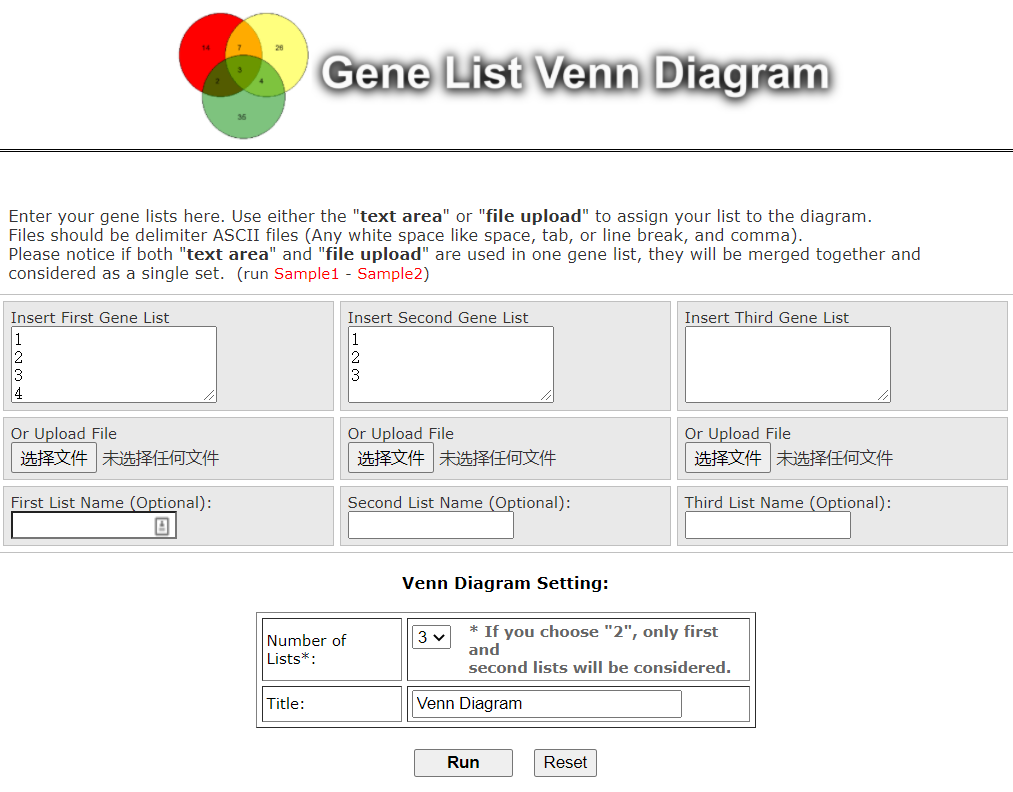 14 7 26
3
2 4
35
Gene List Venn Diagram
Enter your gene lists here. Use either the "text area" or "file upload" to assign your list to the diagram.
Files should be delimiter ASCII files (Any white space like space, tab, or line break, and comma).
Please notice if both "text area" and "file upload" are used in one gene list, they will be merged together and
considered as a single set. (run Sample1 - Sample2)
Insert First Gene List
1
2
3
4
Insert Second Gene List
1
2
3
Insert Third Gene List
Or Upload File
选择文件 未选择任何文件
Or Upload File
选择文件 未选择任何文件
Or Upload File
选择文件 未选择任何文件
First List Name (Optional):
Second List Name (Optional):
Third List Name (Optional):
Venn Diagram Setting:
Number of
Lists*:
3
* If you choose "2", only first
and
second lists will be considered.
Title:
Venn Diagram
Run
Reset